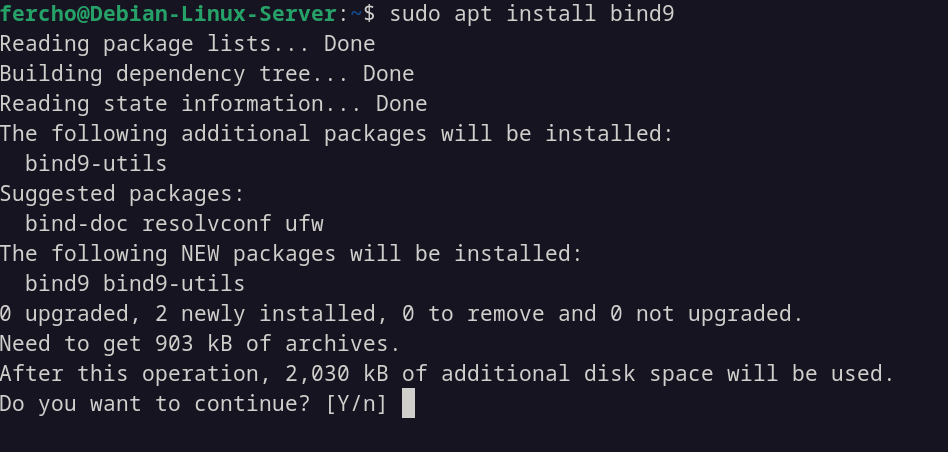 fercho@Debian-Linux-Server:~$ sudo apt install bind9
Reading package lists... Done
Building dependency tree... Done
Reading state information... Done
The following additional packages will be installed:
  bind9-utils
Suggested packages:
  bind-doc resolvconf ufw
The following NEW packages will be installed:
  bind9 bind9-utils
0 upgraded, 2 newly installed, 0 to remove and 0 not upgraded.
Need to get 903 kB of archives.
After this operation, 2,030 kB of additional disk space will be used.
Do you want to continue? [Y/n]